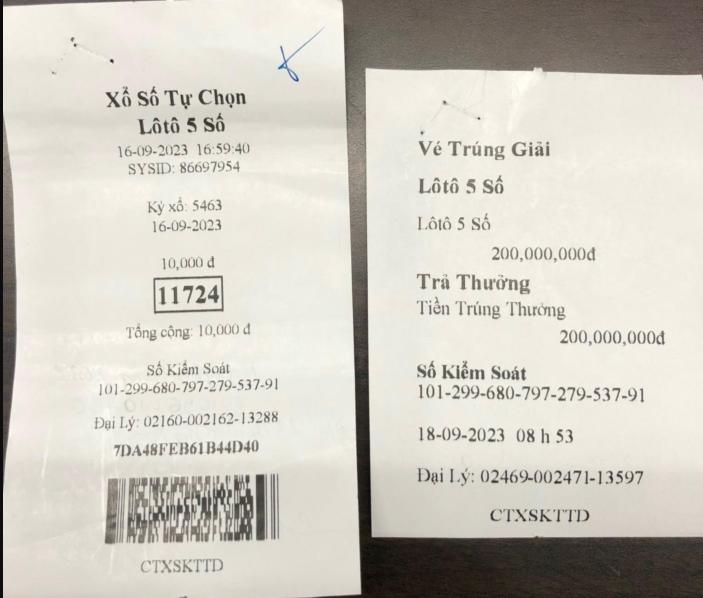 Xổ Số Tự Chọn
Lôtô 5 Số
16-09-2023 16:59:40
SYSID: 86697954
Kỳ xổ: 5463
16-09-2023
10,000 đ
11724
Tổng cộng: 10,000 đ
Số Kiểm Soát
101-299-680-797-279-537-91
Đại Lý: 02160-002162-13288
7DA48FEB61B44D40
CTXSKTTD
Vé Trúng Giải
Lôtô 5 Số
Lôtô 5 Số
200,000,000đ
Trả Thưởng
Tiền Trúng Thưởng
200,000,000đ
Số Kiểm Soát
101-299-680-797-279-537-91
18-09-2023 08 h 53
Đại Lý: 02469-002471-13597
CTXSKTTD